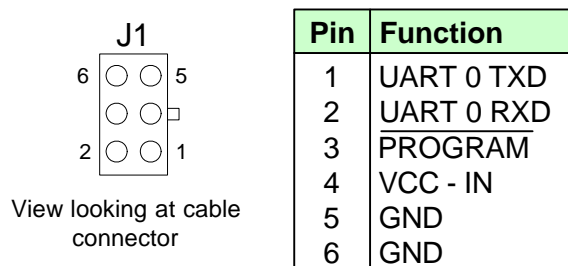 J1
6 5
2 1
View looking at cable
connector
Pin Function
1 UART 0 TXD
2 UART 0 RXD
3 PROGRAM
4 VCC - IN
5 GND
6 GND